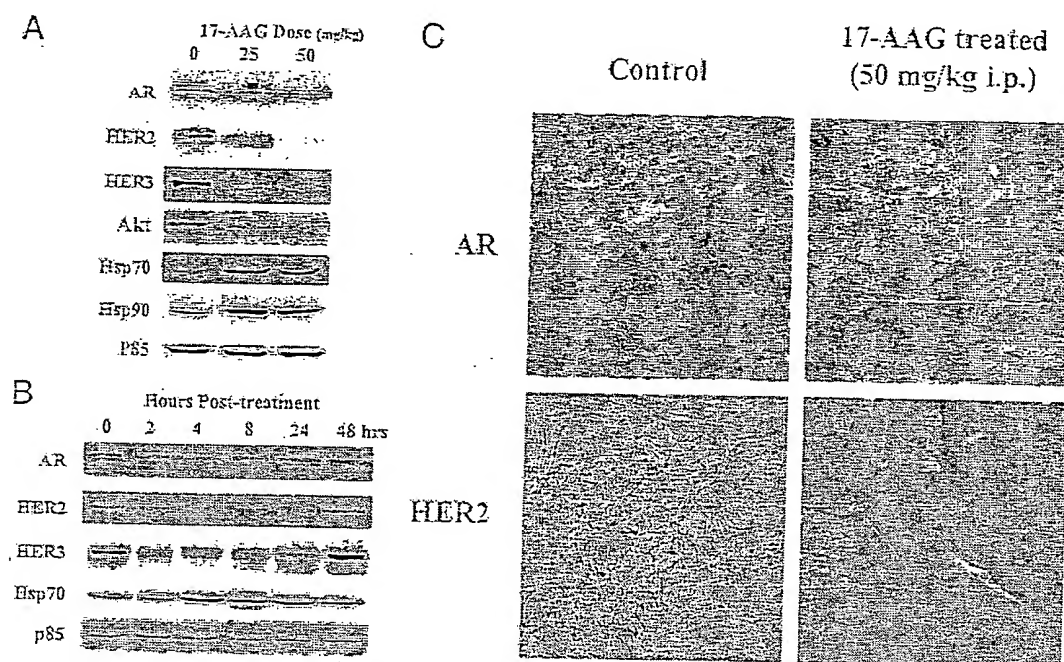 A
17-AAG Dose (mg/kg)
0 25 50
AR
HER2
HER3
Akt
Hsp70
Hsp90
P85
B
Hours Post-treatment
0 2 4 8 24 48 hrs
AR
HER2
HER3
Hsp70
p85
C
Control
17-AAG treated
(50 mg/kg i.p.)
AR
HER2